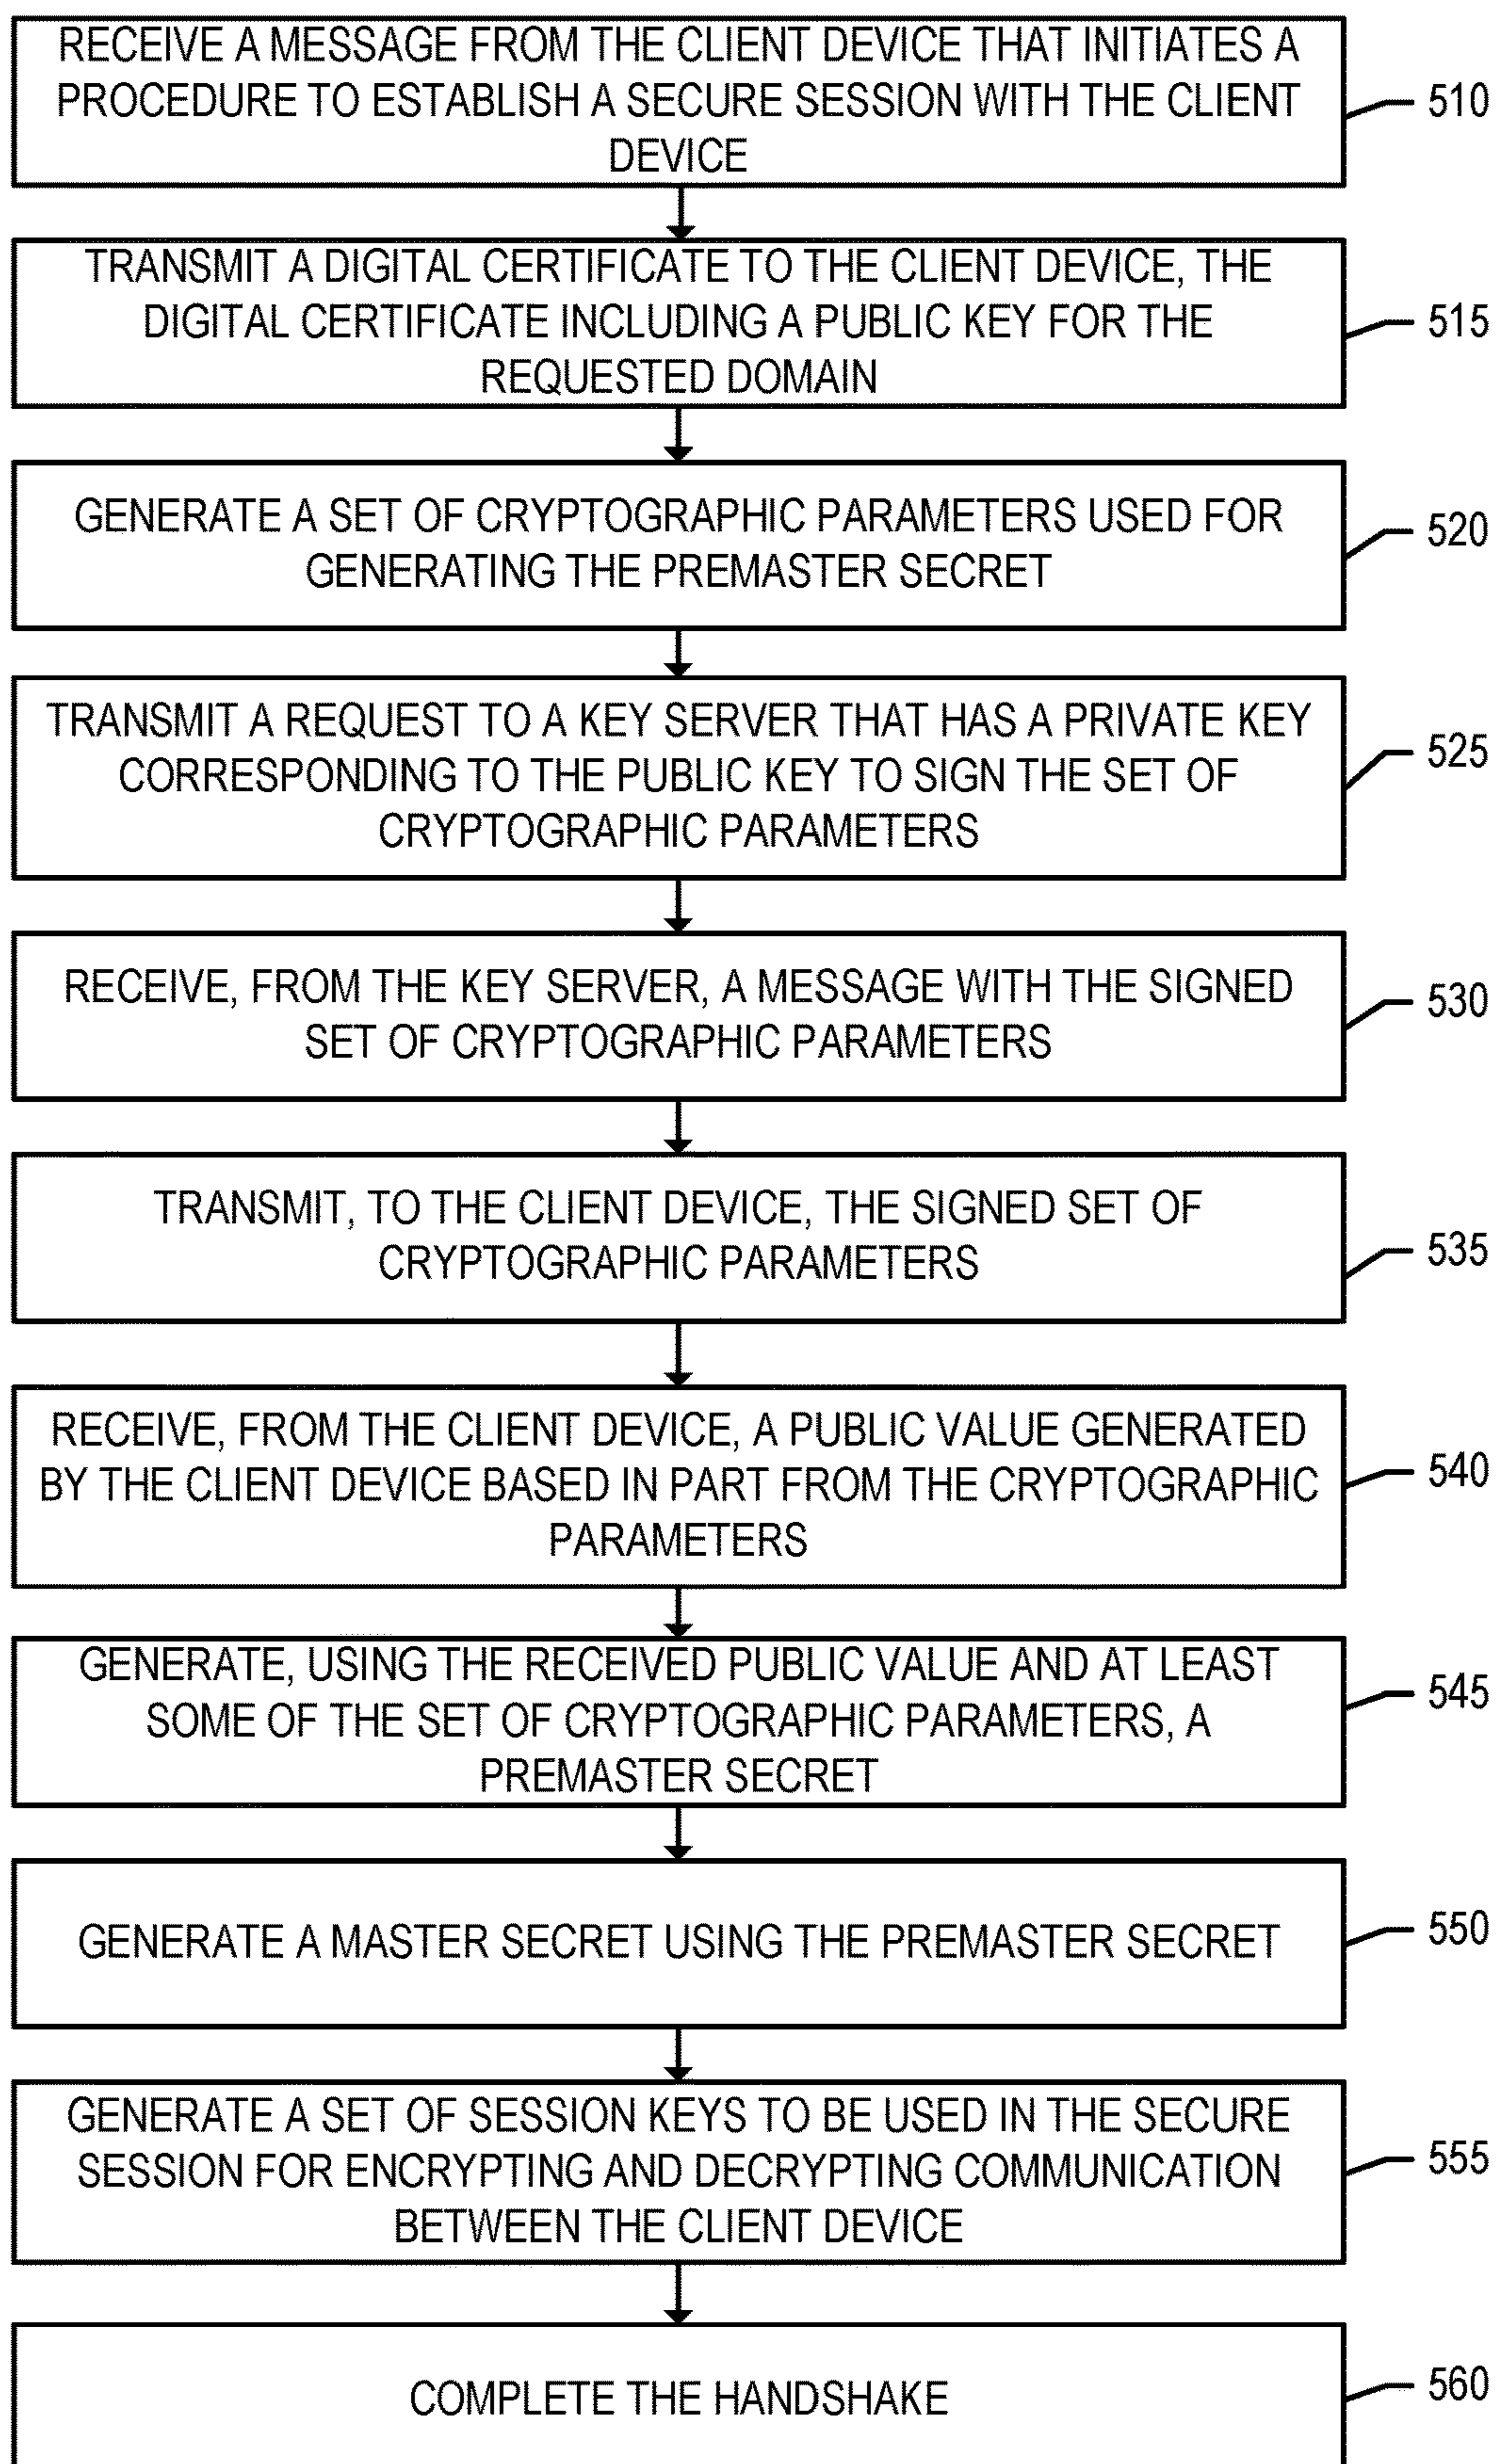 RECEIVE A MESSAGE FROM THE CLIENT DEVICE THAT INITIATES A
PROCEDURE TO ESTABLISH A SECURE SESSION WITH THE CLIENT
DEVICE
510
TRANSMIT A DIGITAL CERTIFICATE TO THE CLIENT DEVICE, THE
DIGITAL CERTIFICATE INCLUDING A PUBLIC KEY FOR THE
REQUESTED DOMAIN
515
GENERATE A SET OF CRYPTOGRAPHIC PARAMETERS USED FOR
GENERATING THE PREMASTER SECRET
520
TRANSMIT A REQUEST TO A KEY SERVER THAT HAS A PRIVATE KEY
CORRESPONDING TO THE PUBLIC KEY TO SIGN THE SET OF
CRYPTOGRAPHIC PARAMETERS
525
RECEIVE, FROM THE KEY SERVER, A MESSAGE WITH THE SIGNED
SET OF CRYPTOGRAPHIC PARAMETERS
530
TRANSMIT, TO THE CLIENT DEVICE, THE SIGNED SET OF
CRYPTOGRAPHIC PARAMETERS
535
RECEIVE, FROM THE CLIENT DEVICE, A PUBLIC VALUE GENERATED
BY THE CLIENT DEVICE BASED IN PART FROM THE CRYPTOGRAPHIC
PARAMETERS
540
GENERATE, USING THE RECEIVED PUBLIC VALUE AND AT LEAST
SOME OF THE SET OF CRYPTOGRAPHIC PARAMETERS, A
PREMASTER SECRET
545
GENERATE A MASTER SECRET USING THE PREMASTER SECRET
550
GENERATE A SET OF SESSION KEYS TO BE USED IN THE SECURE
SESSION FOR ENCRYPTING AND DECRYPTING COMMUNICATION
BETWEEN THE CLIENT DEVICE
555
COMPLETE THE HANDSHAKE
560